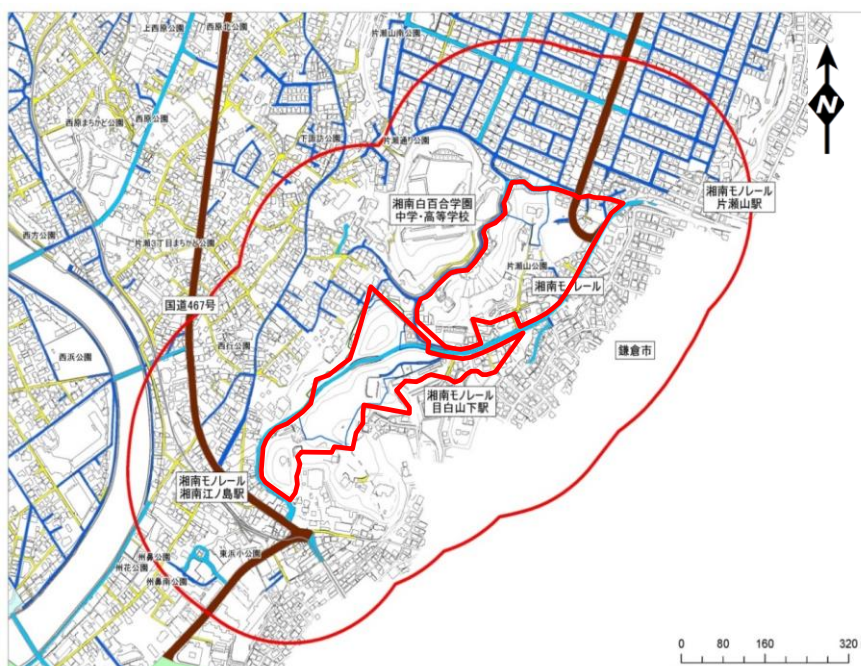 上西原公園
西原北公園
片瀬山南公園
西原まちかど公園
西原公園
下諏訪公園
片瀬通り公園
湘南白百合学園
中学・高等学校
湘南モノレール
片瀬山駅
西方公園
片瀬3丁目まちかど公園
片瀬山公園
湘南モノレール
国道467号
西浜公園
鎌倉市
湘南モノレール
目白山下駅
湘南モノレール
湘南江ノ島駅
東浜小公園
州鼻公園
州花公園
州鼻南公園
N
0 80 160 320